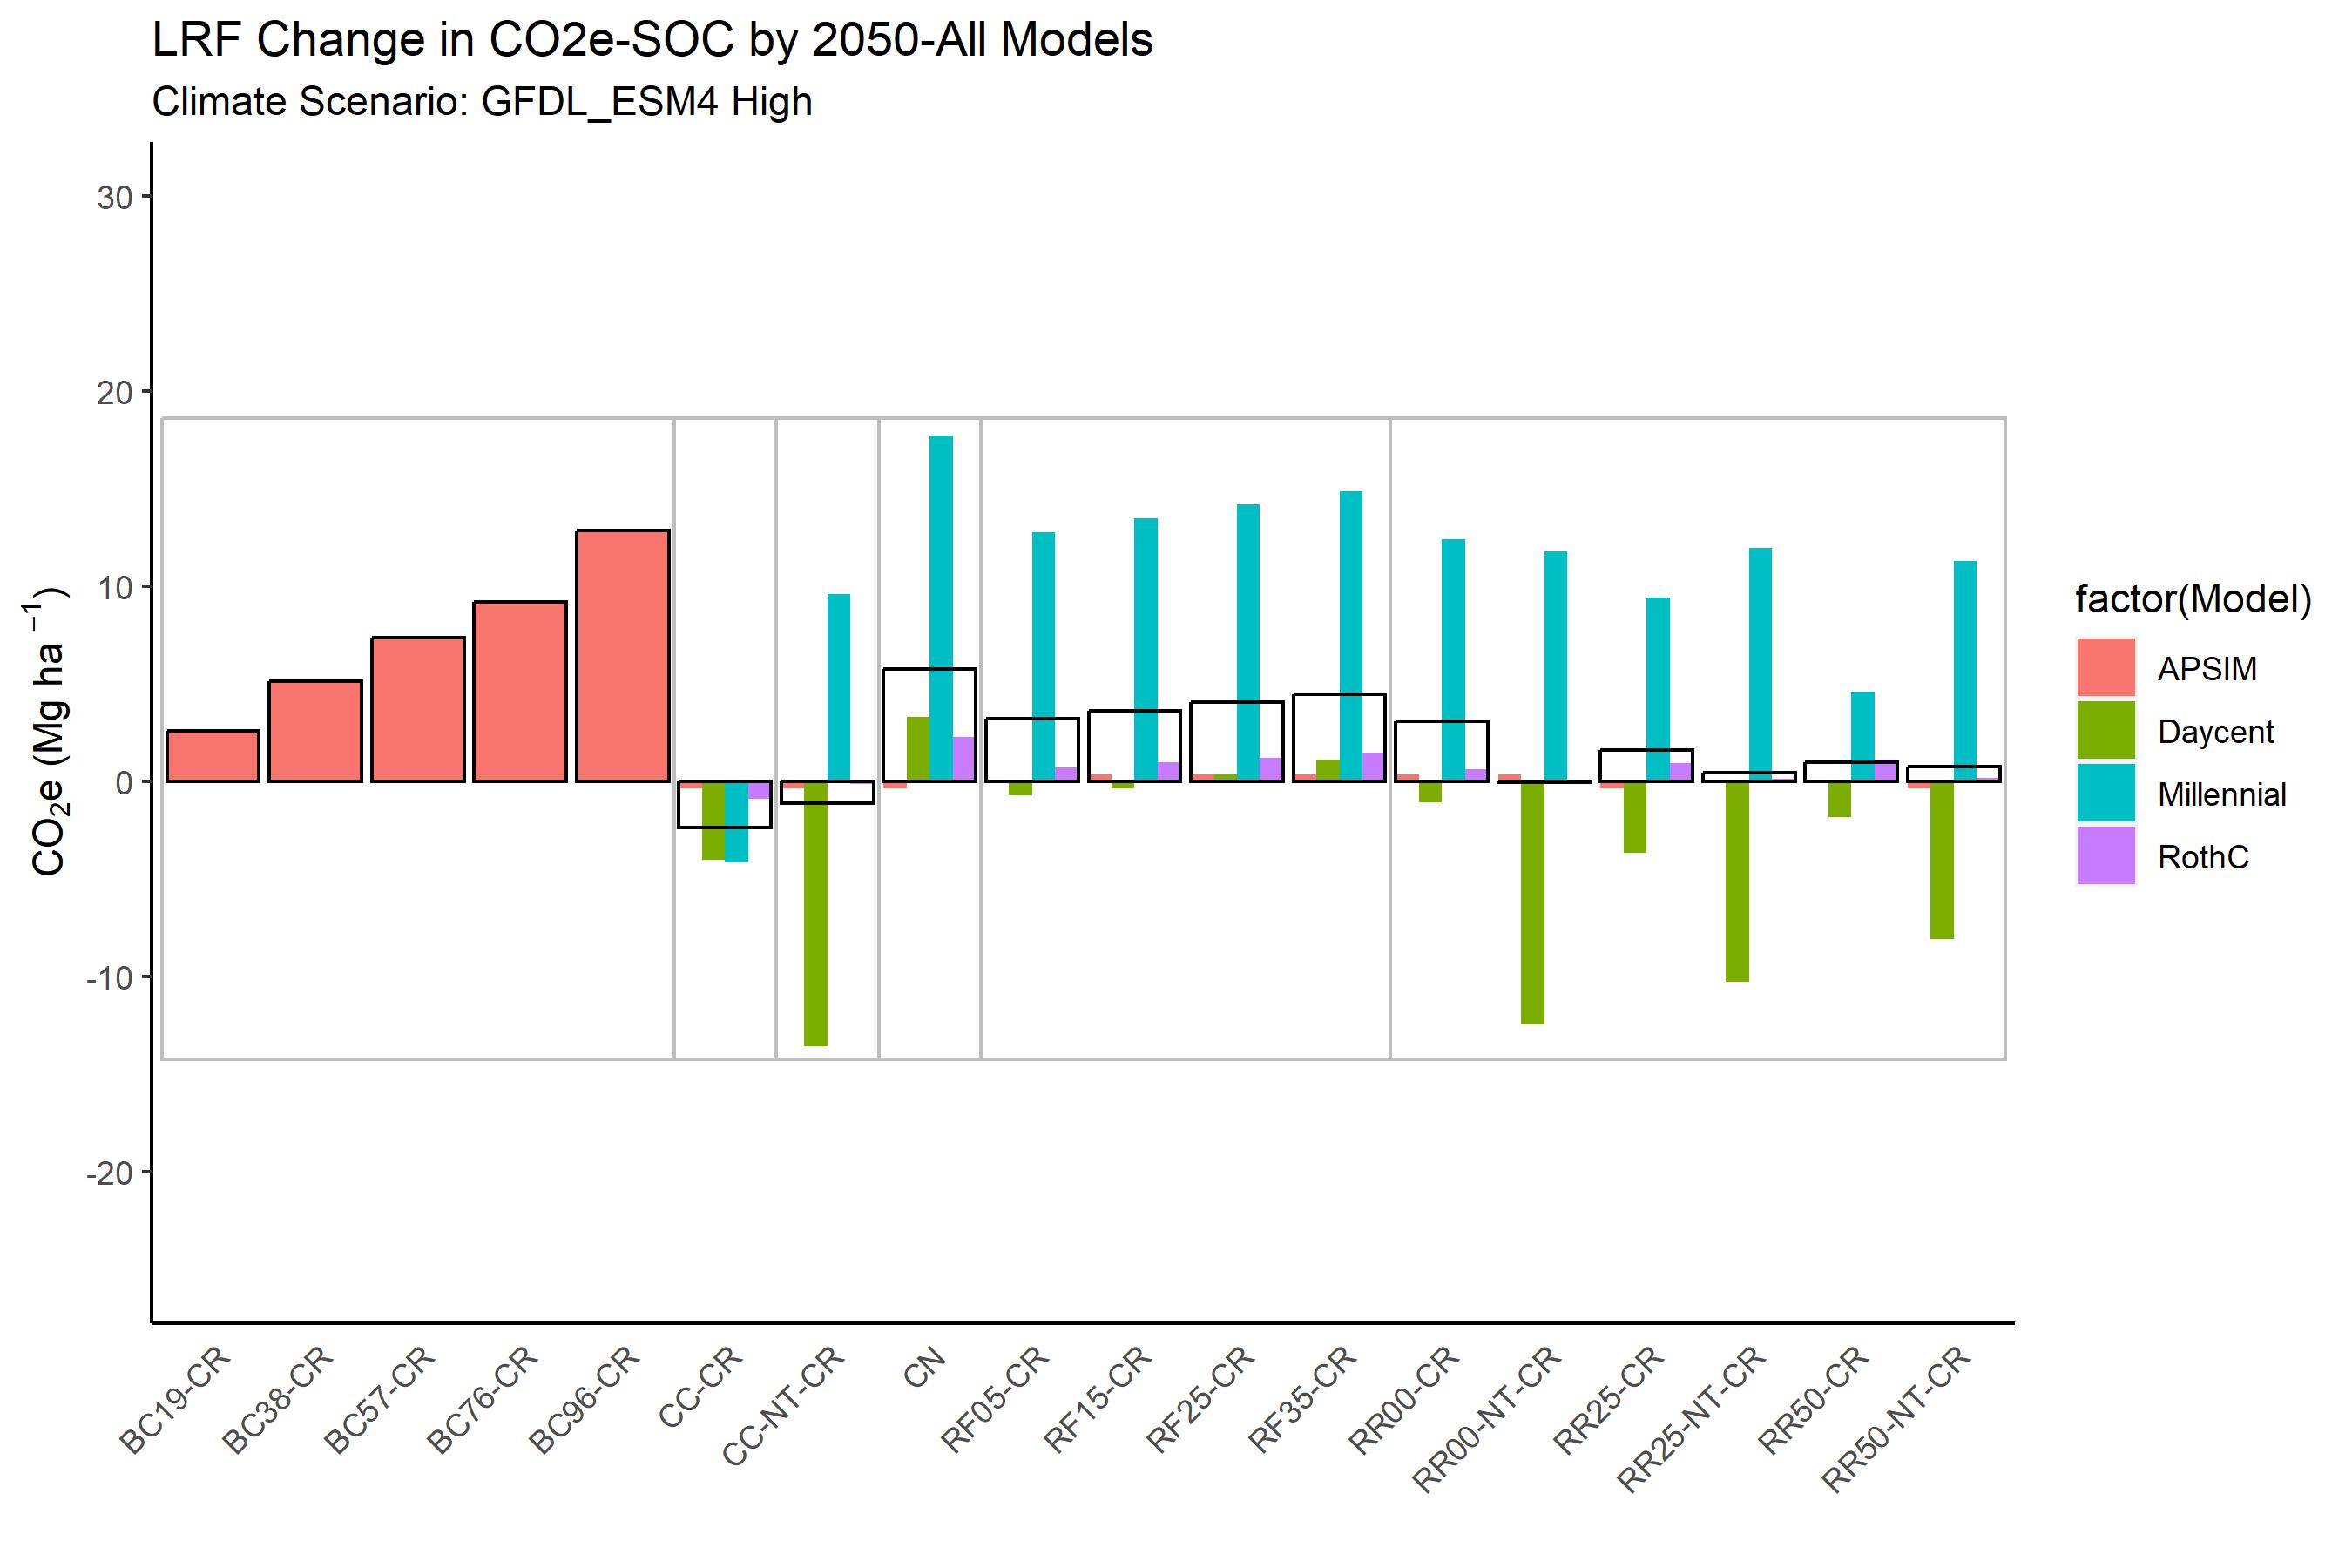 LRF Change in CO2e-SOC by 2050-All Models
Climate Scenario: GFDL_ESM4 High
CO₂e (Mg ha ⁻¹)
30
20
10
0
-10
-20
BC19-CR
BC38-CR
BC57-CR
BC76-CR
BC96-CR
CC-CR
CC-NT-CR
CN
RF05-CR
RF15-CR
RF25-CR
RF35-CR
RR00-CR
RR00-NT-CR
RR25-CR
RR25-NT-CR
RR50-CR
RR50-NT-CR
factor(Model)
APSIM
Daycent
Millennial
RothC